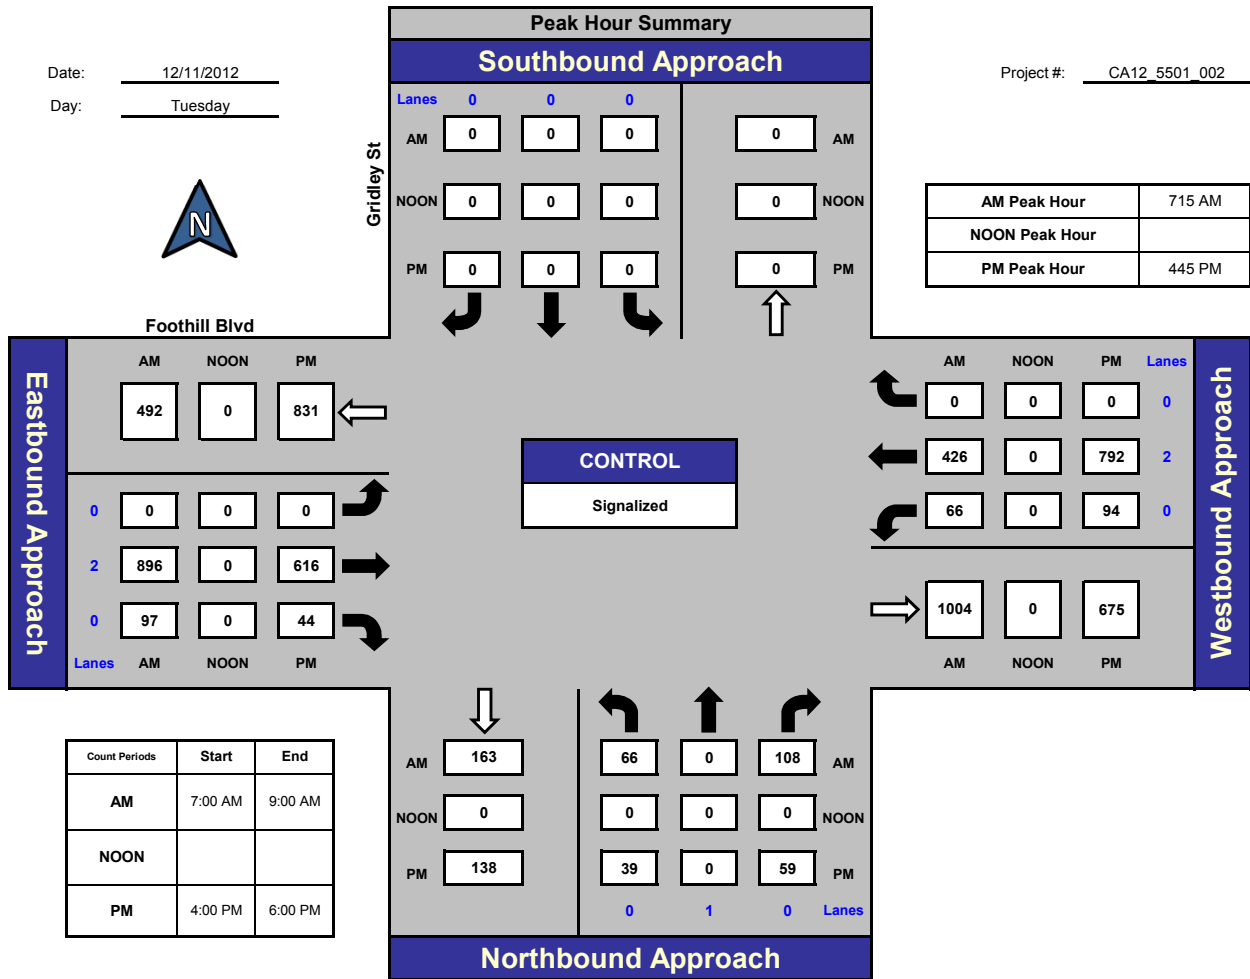 Peak Hour Summary
Southbound Approach
Date: 12/11/2012
Day: Tuesday
Project #: CA12_5501_002
N
Gridley St
Lanes 0 0 0
AM 0 0 0 0 AM
NOON 0 0 0 0 NOON
PM 0 0 0 0 PM
AM Peak Hour 715 AM
NOON Peak Hour
PM Peak Hour 445 PM
Foothill Blvd
Eastbound Approach
AM NOON PM
492 0 831
0 0 0 0
2 896 0 616
0 97 0 44
Lanes AM NOON PM
CONTROL
Signalized
AM NOON PM Lanes
0 0 0 0
426 0 792 2
66 0 94 0
1004 0 675
AM NOON PM
Westbound Approach
Count Periods Start End
AM 7:00 AM 9:00 AM
NOON
PM 4:00 PM 6:00 PM
AM 163 66 0 108 AM
NOON 0 0 0 0 NOON
PM 138 39 0 59 PM
0 1 0 Lanes
Northbound Approach